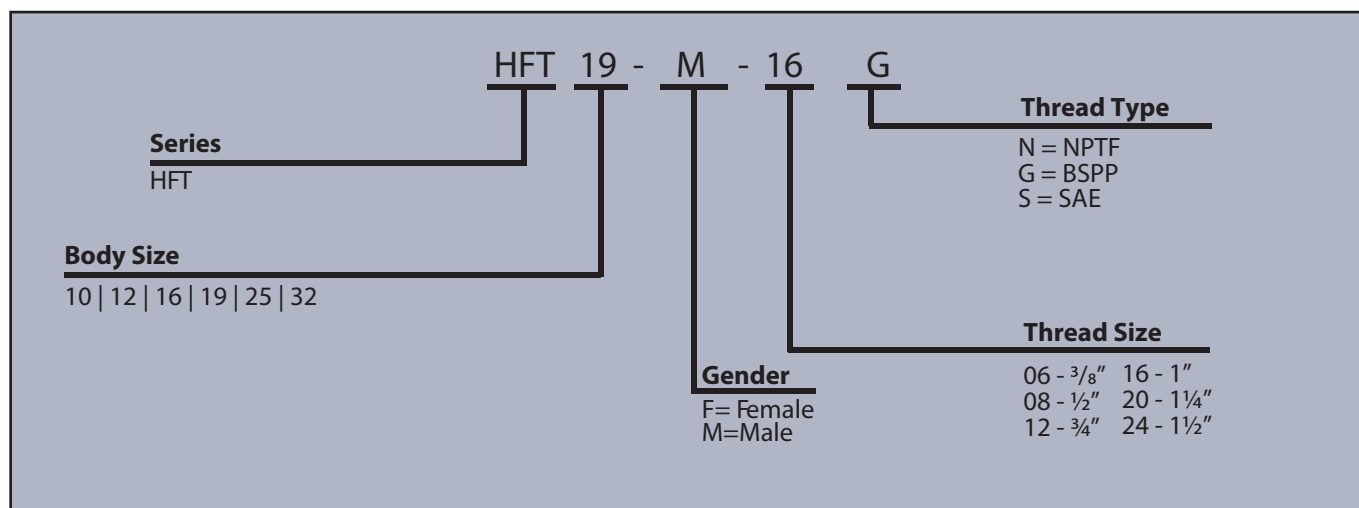 HFT 19 - M - 16 G
Thread Type
N = NPTF
G = BSPP
S = SAE
Series
HFT
Body Size
10 | 12 | 16 | 19 | 25 | 32
Thread Size
06 - ³/₈″ 16 - 1″
08 - ½″ 20 - 1¼″
12 - ¾″ 24 - 1½″
Gender
F= Female
M=Male